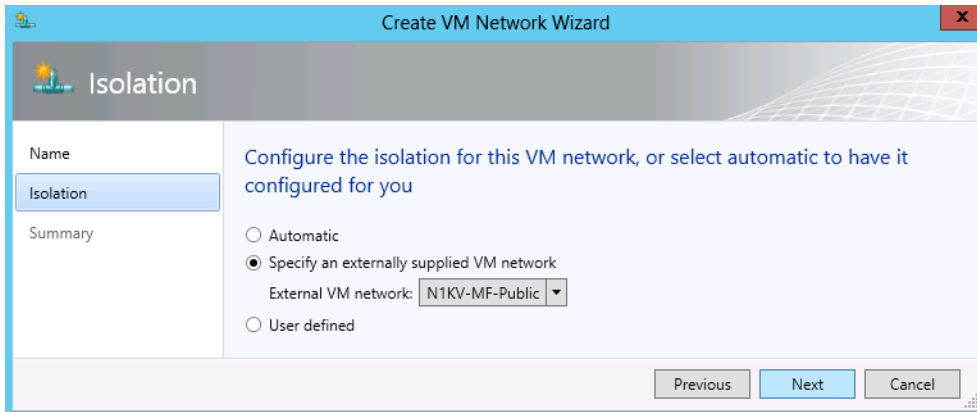 Create VM Network Wizard
x
Isolation
Name
Isolation
Summary
Configure the isolation for this VM network, or select automatic to have it
configured for you
Automatic
Specify an externally supplied VM network
External VM network: N1KV-MF-Public
User defined
Previous Next Cancel